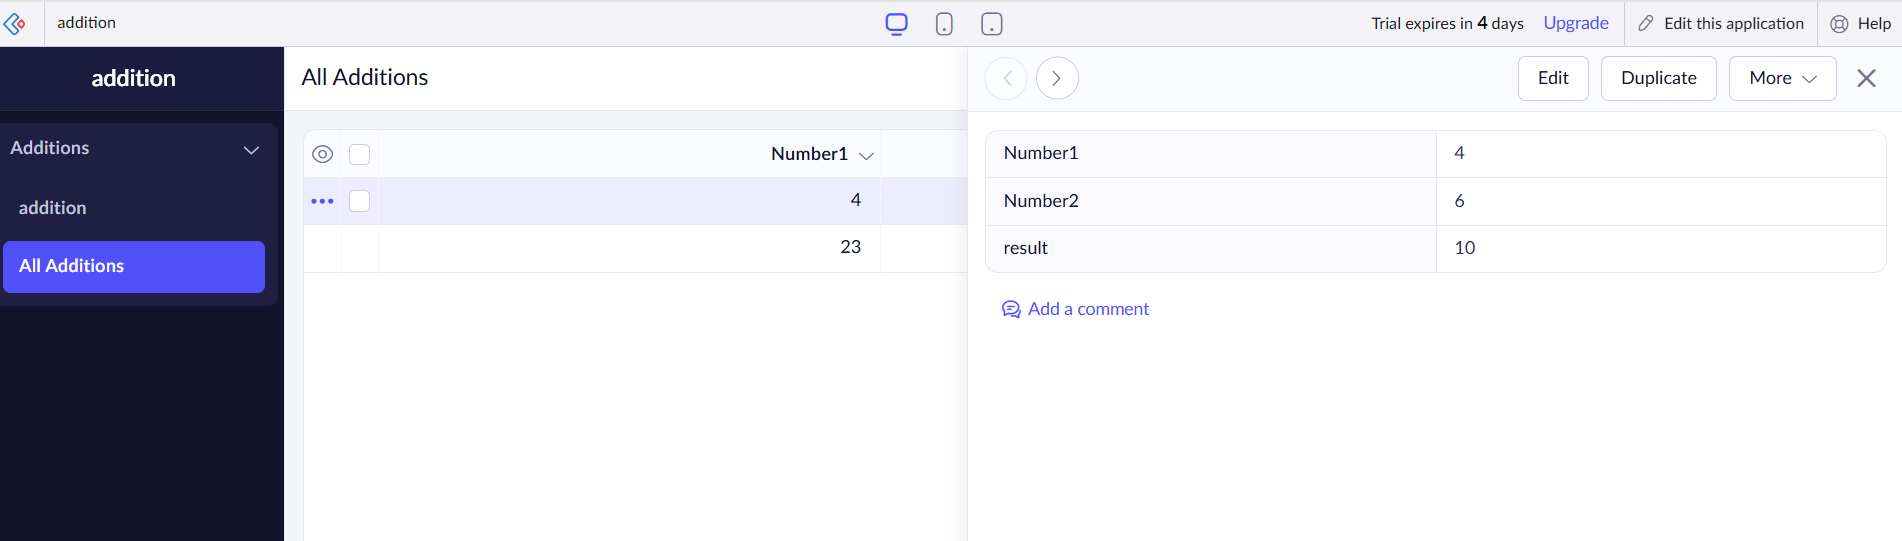 addition
Trial expires in 4 days Upgrade Edit this application Help
addition
Additions
addition
All Additions
All Additions
Number1
4
23
Edit Duplicate More
Number1 4
Number2 6
result 10
Add a comment